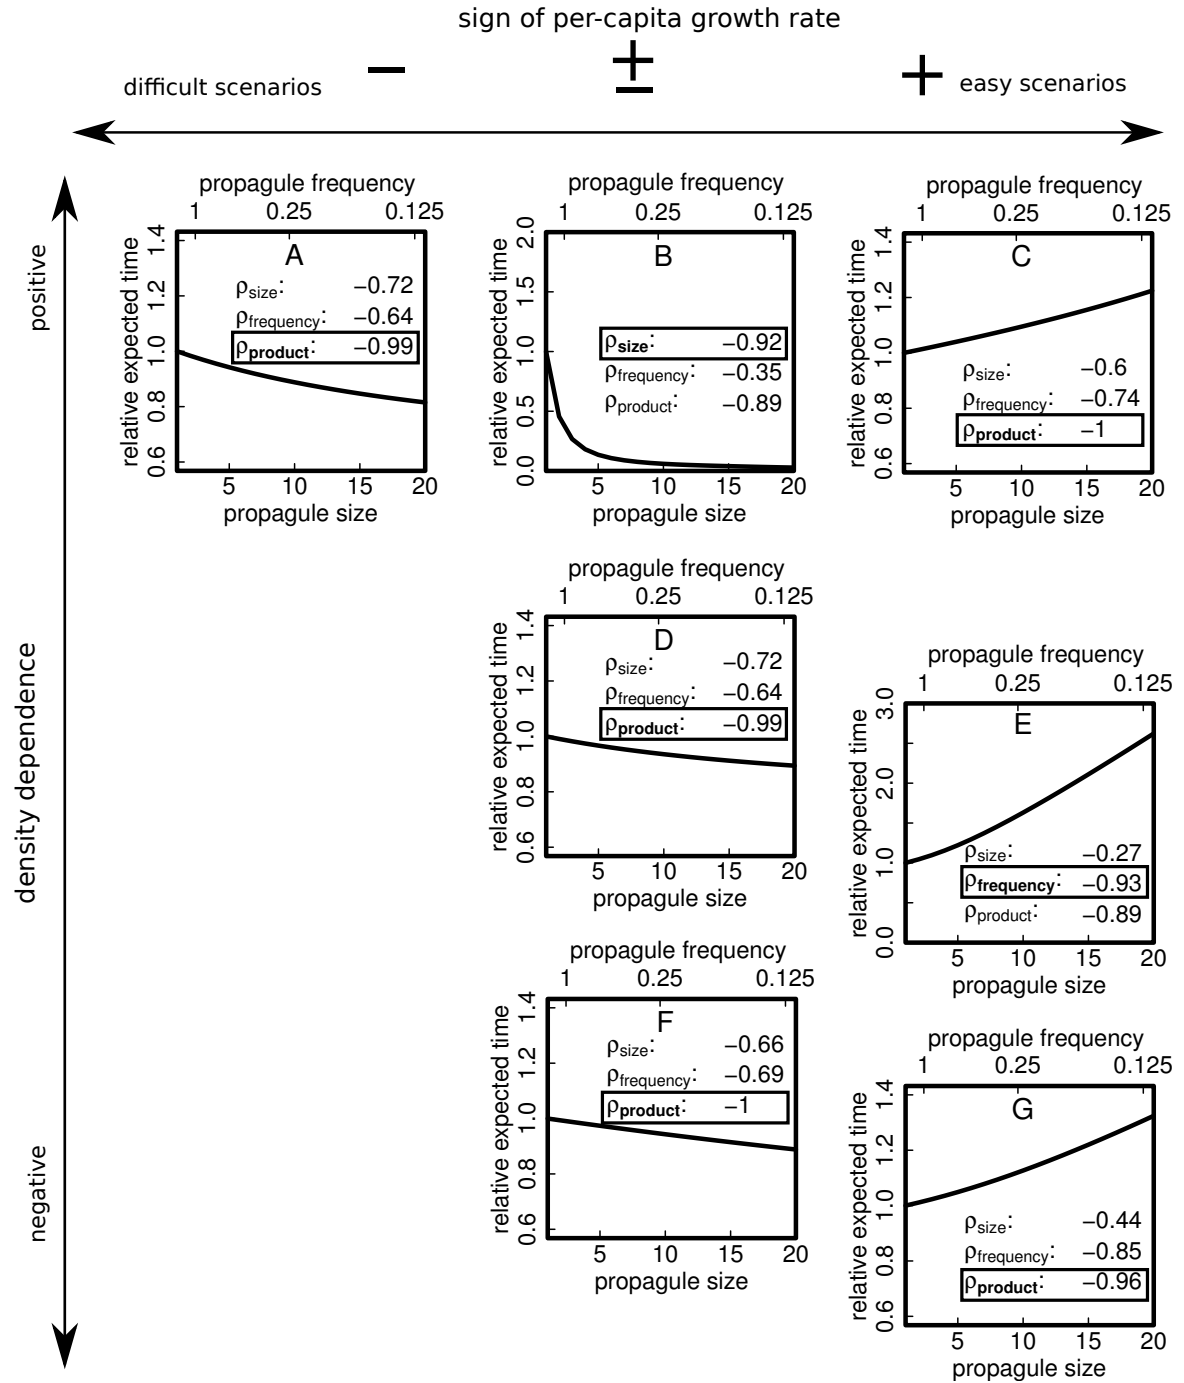 sign of per-capita growth rate
− ± +
difficult scenarios
easy scenarios
density dependence
positive
negative
propagule frequency
1 0.25 0.125
A
relative expected time
1.4
1.2
1.0
0.8
0.6
ρsize: −0.72
ρfrequency: −0.64
ρproduct: −0.99
5 10 15 20
propagule size
propagule frequency
1 0.25 0.125
B
relative expected time
2.0
1.5
1.0
0.5
0.0
ρsize: −0.92
ρfrequency: −0.35
ρproduct: −0.89
5 10 15 20
propagule size
propagule frequency
1 0.25 0.125
C
relative expected time
1.4
1.2
1.0
0.8
0.6
ρsize: −0.6
ρfrequency: −0.74
ρproduct: −1
5 10 15 20
propagule size
propagule frequency
1 0.25 0.125
D
relative expected time
1.4
1.2
1.0
0.8
0.6
ρsize: −0.72
ρfrequency: −0.64
ρproduct: −0.99
5 10 15 20
propagule size
propagule frequency
1 0.25 0.125
E
relative expected time
3.0
2.0
1.0
0.0
ρsize: −0.27
ρfrequency: −0.93
ρproduct: −0.89
5 10 15 20
propagule size
propagule frequency
1 0.25 0.125
F
relative expected time
1.4
1.2
1.0
0.8
0.6
ρsize: −0.66
ρfrequency: −0.69
ρproduct: −1
5 10 15 20
propagule size
propagule frequency
1 0.25 0.125
G
relative expected time
1.4
1.2
1.0
0.8
0.6
ρsize: −0.44
ρfrequency: −0.85
ρproduct: −0.96
5 10 15 20
propagule size